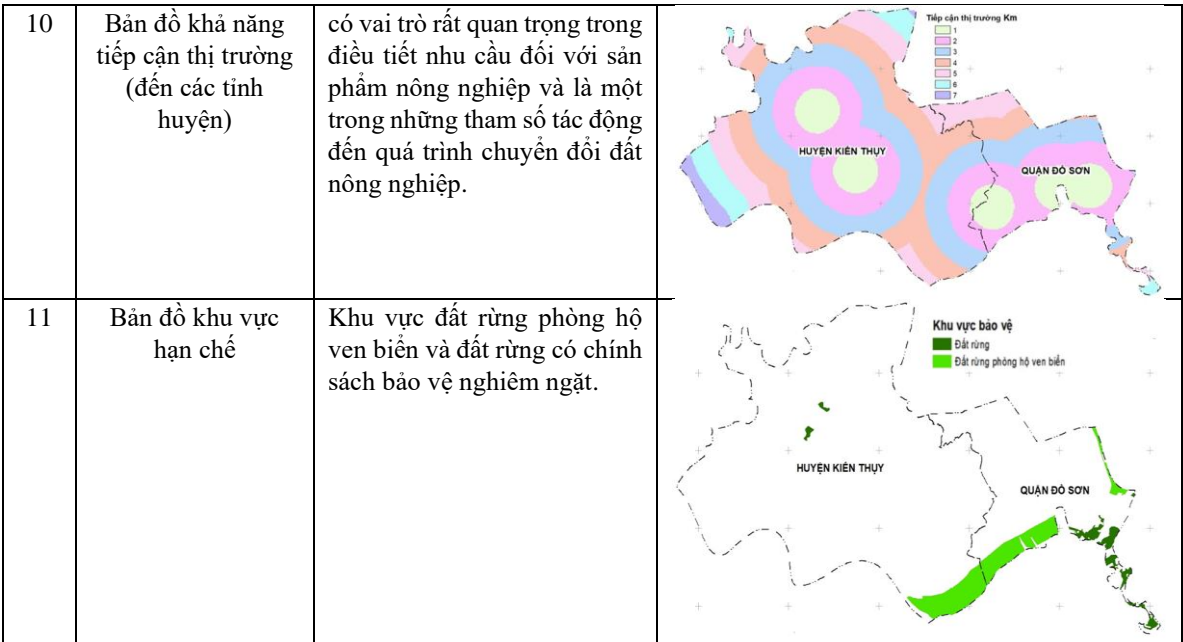 10
Bản đồ khả năng
tiếp cận thị trường
(đến các tỉnh
huyện)
có vai trò rất quan trọng trong
điều tiết nhu cầu đối với sản
phẩm nông nghiệp và là một
trong những tham số tác động
đến quá trình chuyển đổi đất
nông nghiệp.
Tiếp cận thị trường Km
1
2
3
4
5
6
7
HUYỆN KIẾN THỤY
QUẬN ĐỒ SƠN
11
Bản đồ khu vực
hạn chế
Khu vực đất rừng phòng hộ
ven biển và đất rừng có chính
sách bảo vệ nghiêm ngặt.
Khu vực bảo vệ
Đất rừng
Đất rừng phòng hộ ven biển
HUYỆN KIẾN THỤY
QUẬN ĐỒ SƠN